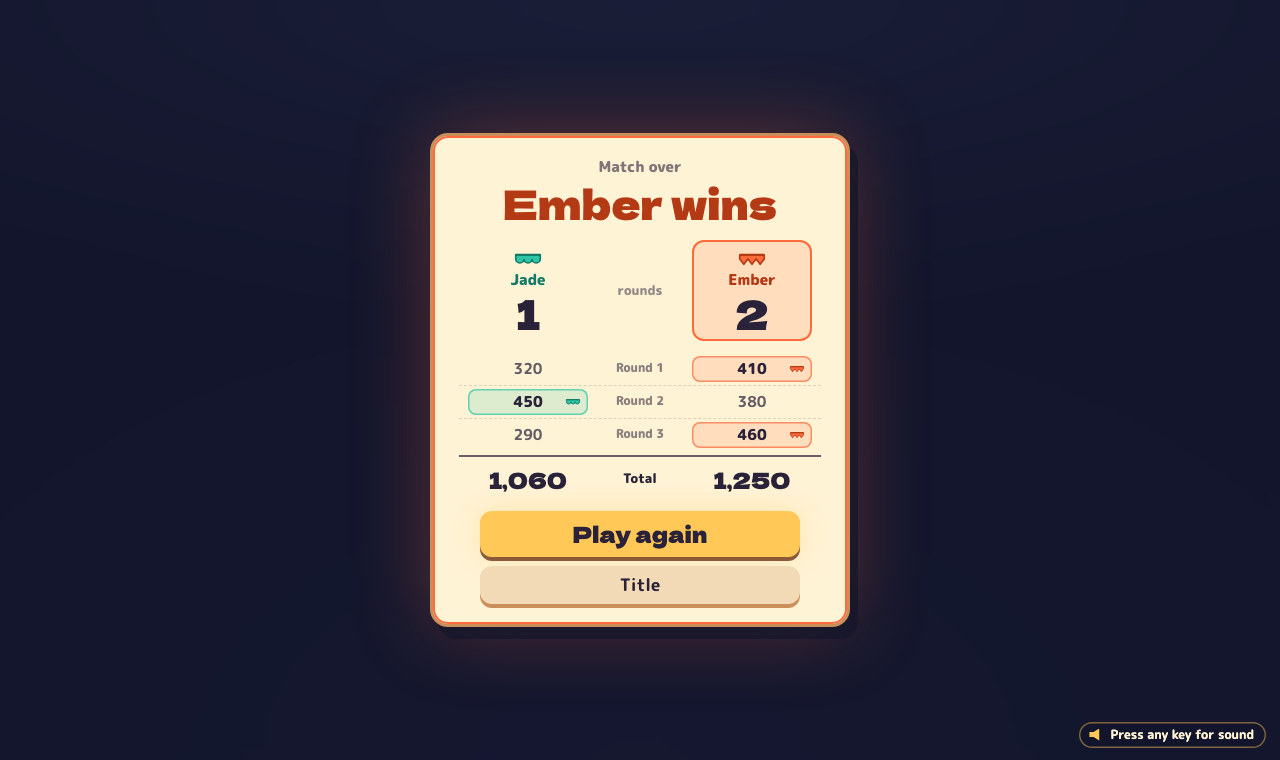 Match over
Ember wins
Jade
rounds
Ember
1
2
320 Round 1 410
450 Round 2 380
290 Round 3 460
1,060 Total 1,250
Play again
Title
Press any key for sound